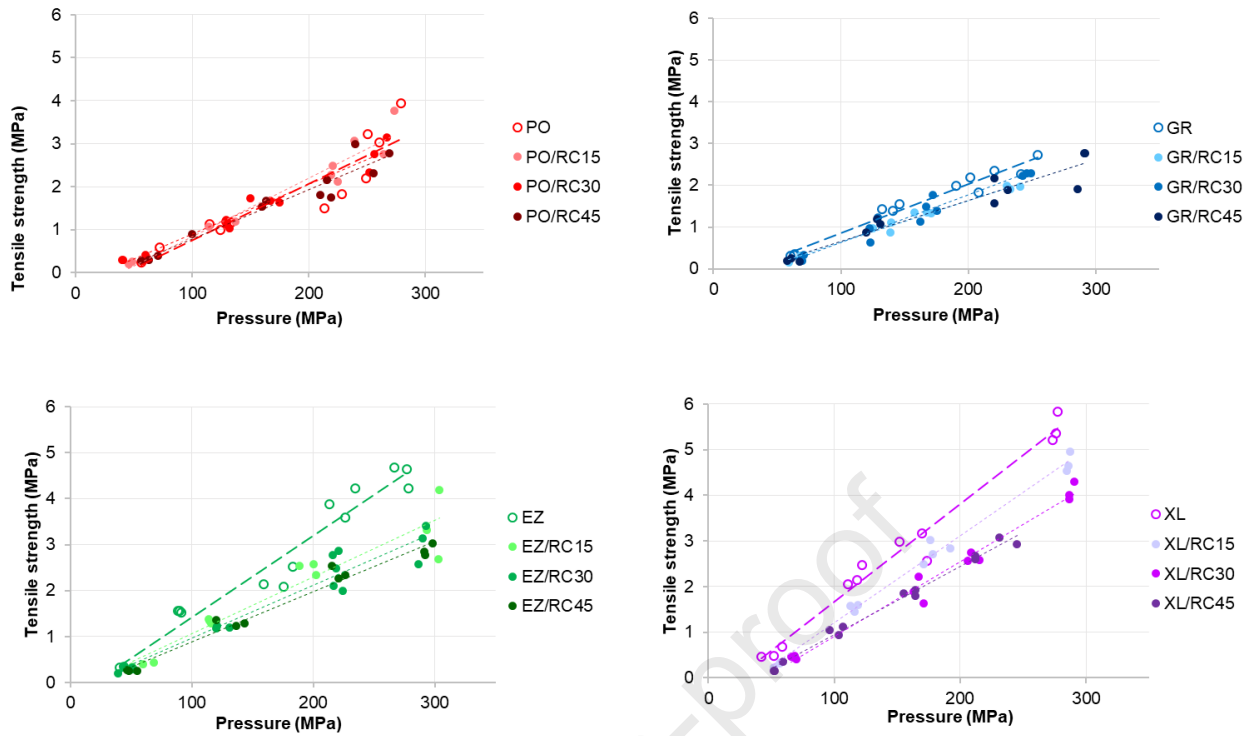 Tensile strength (MPa)
6
5
4
3
2
1
0
0
100
200
300
Pressure (MPa)
PO
PO/RC15
PO/RC30
PO/RC45
Tensile strength (MPa)
6
5
4
3
2
1
0
0
100
200
300
Pressure (MPa)
GR
GR/RC15
GR/RC30
GR/RC45
Tensile strength (MPa)
6
5
4
3
2
1
0
0
100
200
300
Pressure (MPa)
EZ
EZ/RC15
EZ/RC30
EZ/RC45
Tensile strength (MPa)
6
5
4
3
2
1
0
0
100
200
300
Pressure (MPa)
XL
XL/RC15
XL/RC30
XL/RC45
-proof